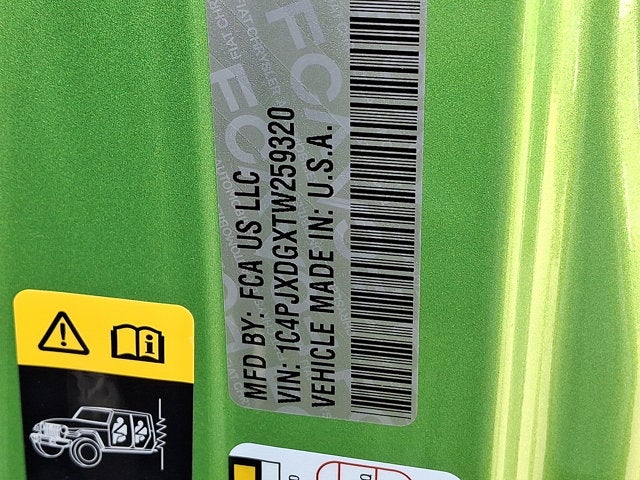 MFD BY: FCA US LLC
VIN: 1C4PJXDGXTW259320
VEHICLE MADE IN: U.S.A.